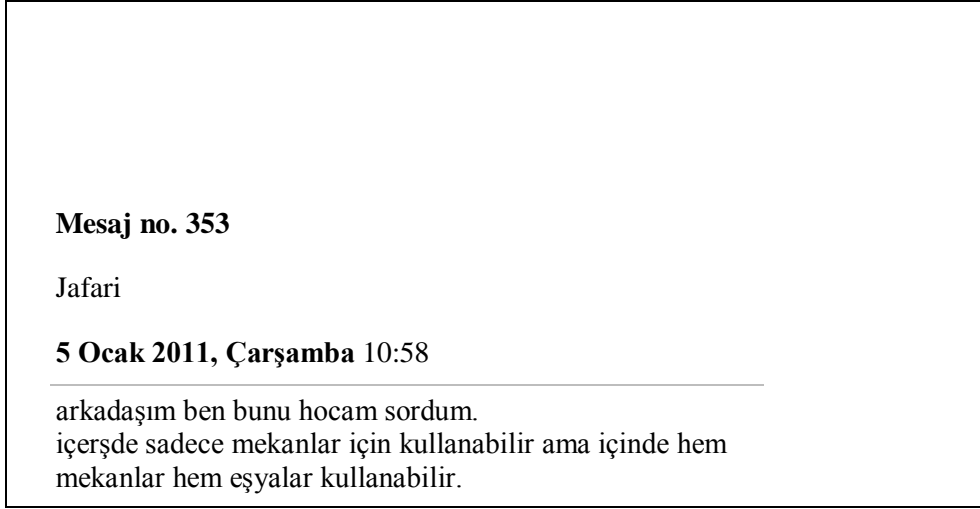 Mesaj no. 353
Jafari
5 Ocak 2011, Çarşamba 10:58
arkadaşım ben bunu hocam sordum.
içerşde sadece mekanlar için kullanabilir ama içinde hem
mekanlar hem eşyalar kullanabilir.